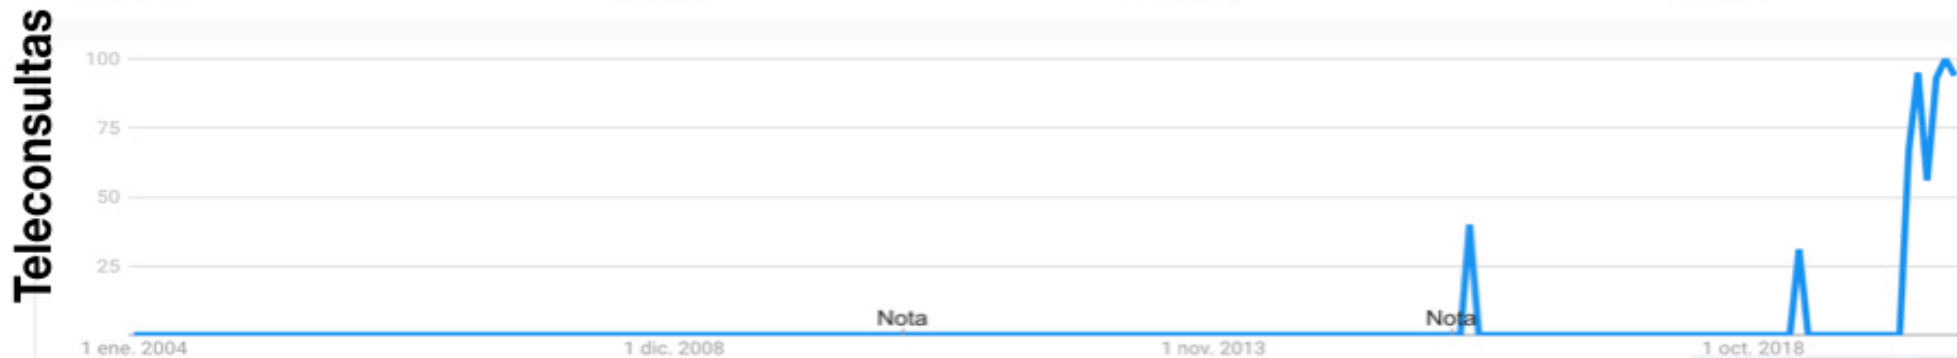 Teleconsultas
100
75
50
25
Nota
Nota
1 ene. 2004
1 dic. 2008
1 nov. 2013
1 oct. 2018